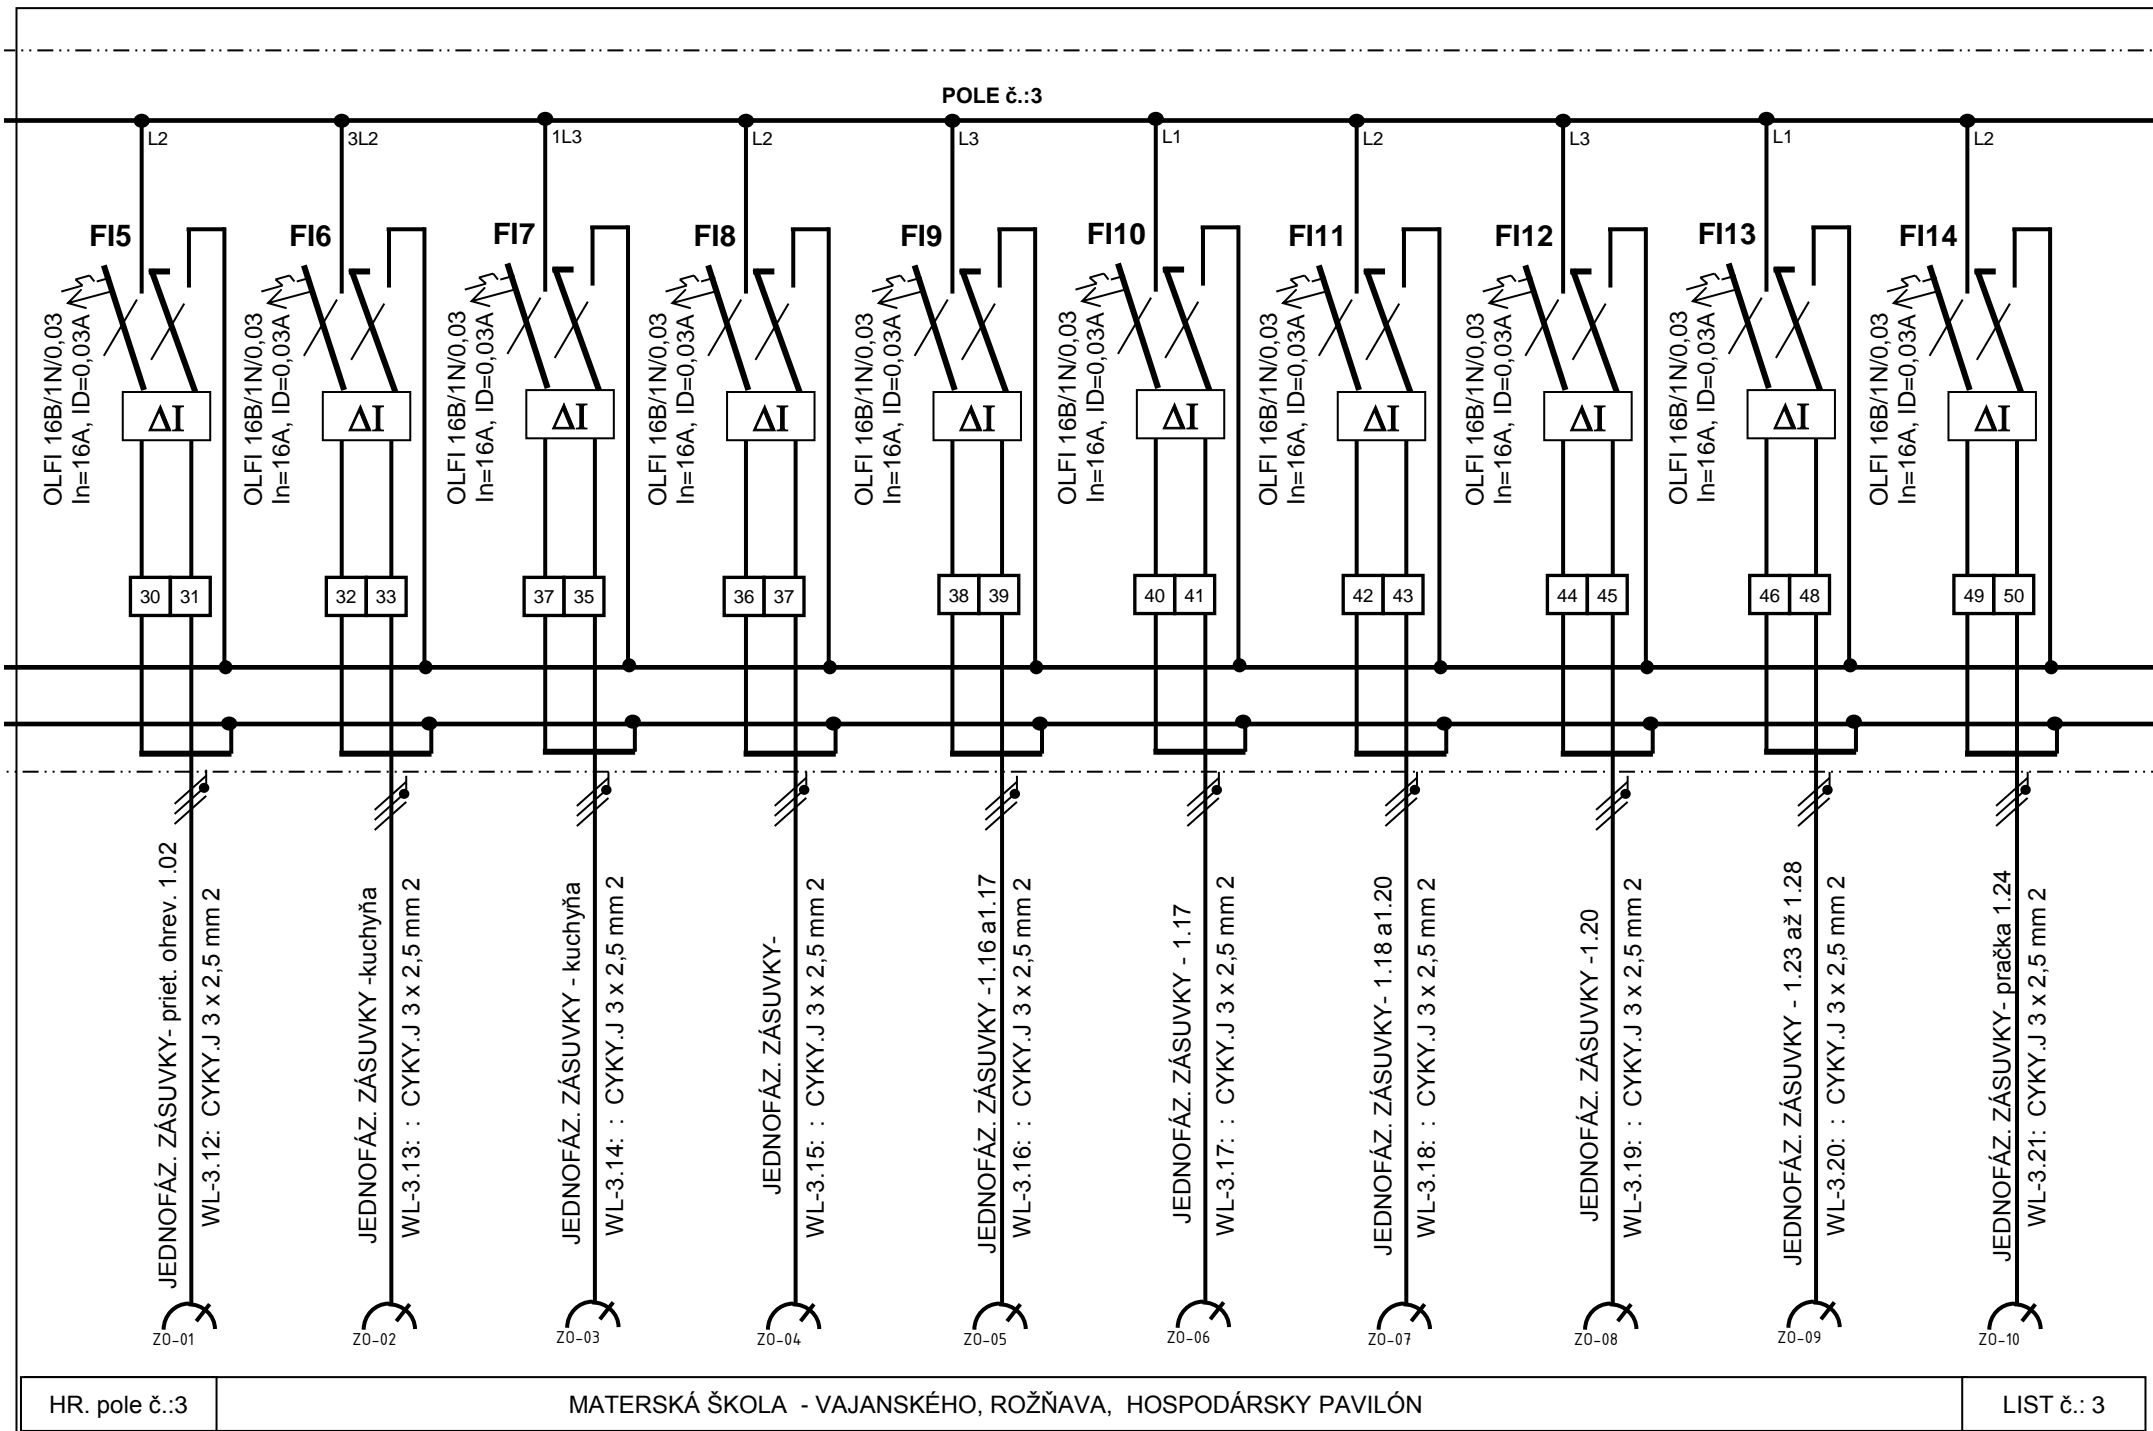 POLE č.:3
L2
3L2
1L3
L2
L3
L1
L2
L3
L1
L2
FI5
FI6
FI7
FI8
FI9
FI10
FI11
FI12
FI13
FI14
OLFI 16B/1N/0,03
In=16A, ID=0,03A
OLFI 16B/1N/0,03
In=16A, ID=0,03A
OLFI 16B/1N/0,03
In=16A, ID=0,03A
OLFI 16B/1N/0,03
In=16A, ID=0,03A
OLFI 16B/1N/0,03
In=16A, ID=0,03A
OLFI 16B/1N/0,03
In=16A, ID=0,03A
OLFI 16B/1N/0,03
In=16A, ID=0,03A
OLFI 16B/1N/0,03
In=16A, ID=0,03A
OLFI 16B/1N/0,03
In=16A, ID=0,03A
OLFI 16B/1N/0,03
In=16A, ID=0,03A
ΔI
ΔI
ΔI
ΔI
ΔI
ΔI
ΔI
ΔI
ΔI
ΔI
30 31
32 33
37 35
36 37
38 39
40 41
42 43
44 45
46 48
49 50
JEDNOFÁZ. ZÁSUVKY- priet. ohrev. 1.02
WL-3.12: CYKY.J 3 x 2,5 mm 2
JEDNOFÁZ. ZÁSUVKY -kuchyňa
WL-3.13: : CYKY.J 3 x 2,5 mm 2
JEDNOFÁZ. ZÁSUVKY - kuchyňa
WL-3.14: : CYKY.J 3 x 2,5 mm 2
JEDNOFÁZ. ZÁSUVKY-
WL-3.15: : CYKY.J 3 x 2,5 mm 2
JEDNOFÁZ. ZÁSUVKY -1.16 a1.17
WL-3.16: : CYKY.J 3 x 2,5 mm 2
JEDNOFÁZ. ZÁSUVKY - 1.17
WL-3.17: : CYKY.J 3 x 2,5 mm 2
JEDNOFÁZ. ZÁSUVKY- 1.18 a1.20
WL-3.18: : CYKY.J 3 x 2,5 mm 2
JEDNOFÁZ. ZÁSUVKY -1.20
WL-3.19: : CYKY.J 3 x 2,5 mm 2
JEDNOFÁZ. ZÁSUVKY - 1.23 až 1.28
WL-3.20: : CYKY.J 3 x 2,5 mm 2
JEDNOFÁZ. ZÁSUVKY- pračka 1.24
WL-3.21: CYKY.J 3 x 2,5 mm 2
ZO-01
ZO-02
ZO-03
ZO-04
ZO-05
ZO-06
ZO-07
ZO-08
ZO-09
ZO-10
HR. pole č.:3
MATERSKÁ ŠKOLA - VAJANSKÉHO, ROŽŇAVA, HOSPODÁRSKY PAVILÓN
LIST č.: 3